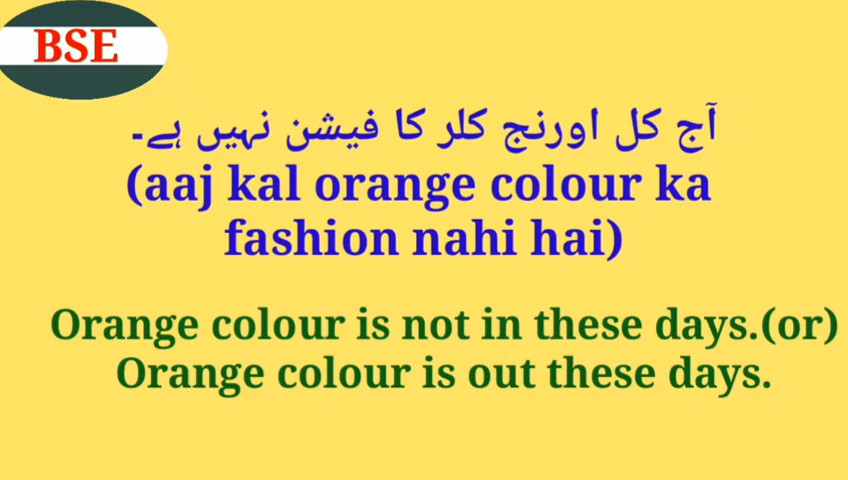 BSE
آج کل اورنج کلر کا فیشن نہیں ہے۔
(aaj kal orange colour ka
fashion nahi hai)
Orange colour is not in these days.(or)
Orange colour is out these days.